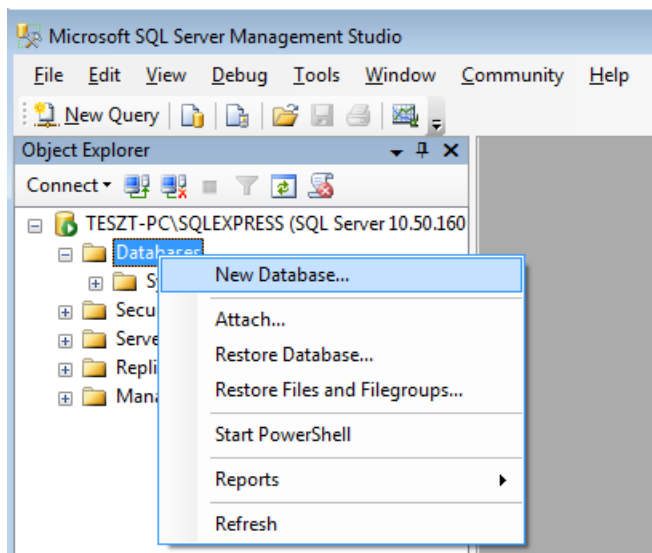 Microsoft SQL Server Management Studio
File Edit View Debug Tools Window Community Help
New Query
Object Explorer
Connect
TESZT-PC\SQLEXPRESS (SQL Server 10.50.160
Databases
New Database...
Attach...
Restore Database...
Restore Files and Filegroups...
Start PowerShell
Reports
Refresh